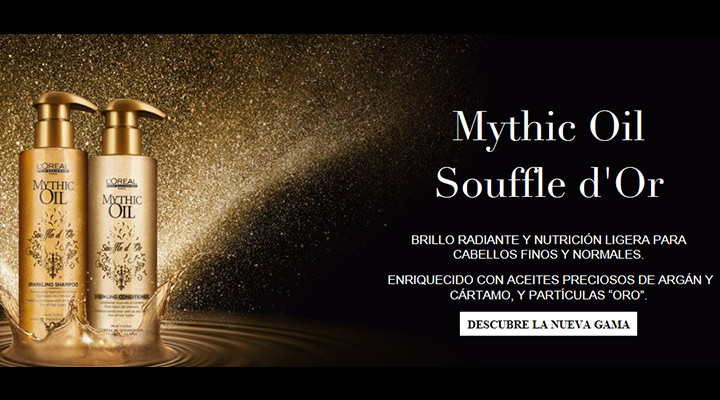 Mythic Oil
Souffle d'Or
BRILLO RADIANTE Y NUTRICIÓN LIGERA PARA
CABELLOS FINOS Y NORMALES.
ENRIQUECIDO CON ACEITES PRECIOSOS DE ARGÁN Y
CÁRTAMO, Y PARTÍCULAS “ORO”.
DESCUBRE LA NUEVA GAMA
L'ORÉAL
MYTHIC
OIL
Souffle d'Or
SPARKLING SHAMPOO
L'ORÉAL
MYTHIC
OIL
Souffle d'Or
SPARKLING CONDITIONER